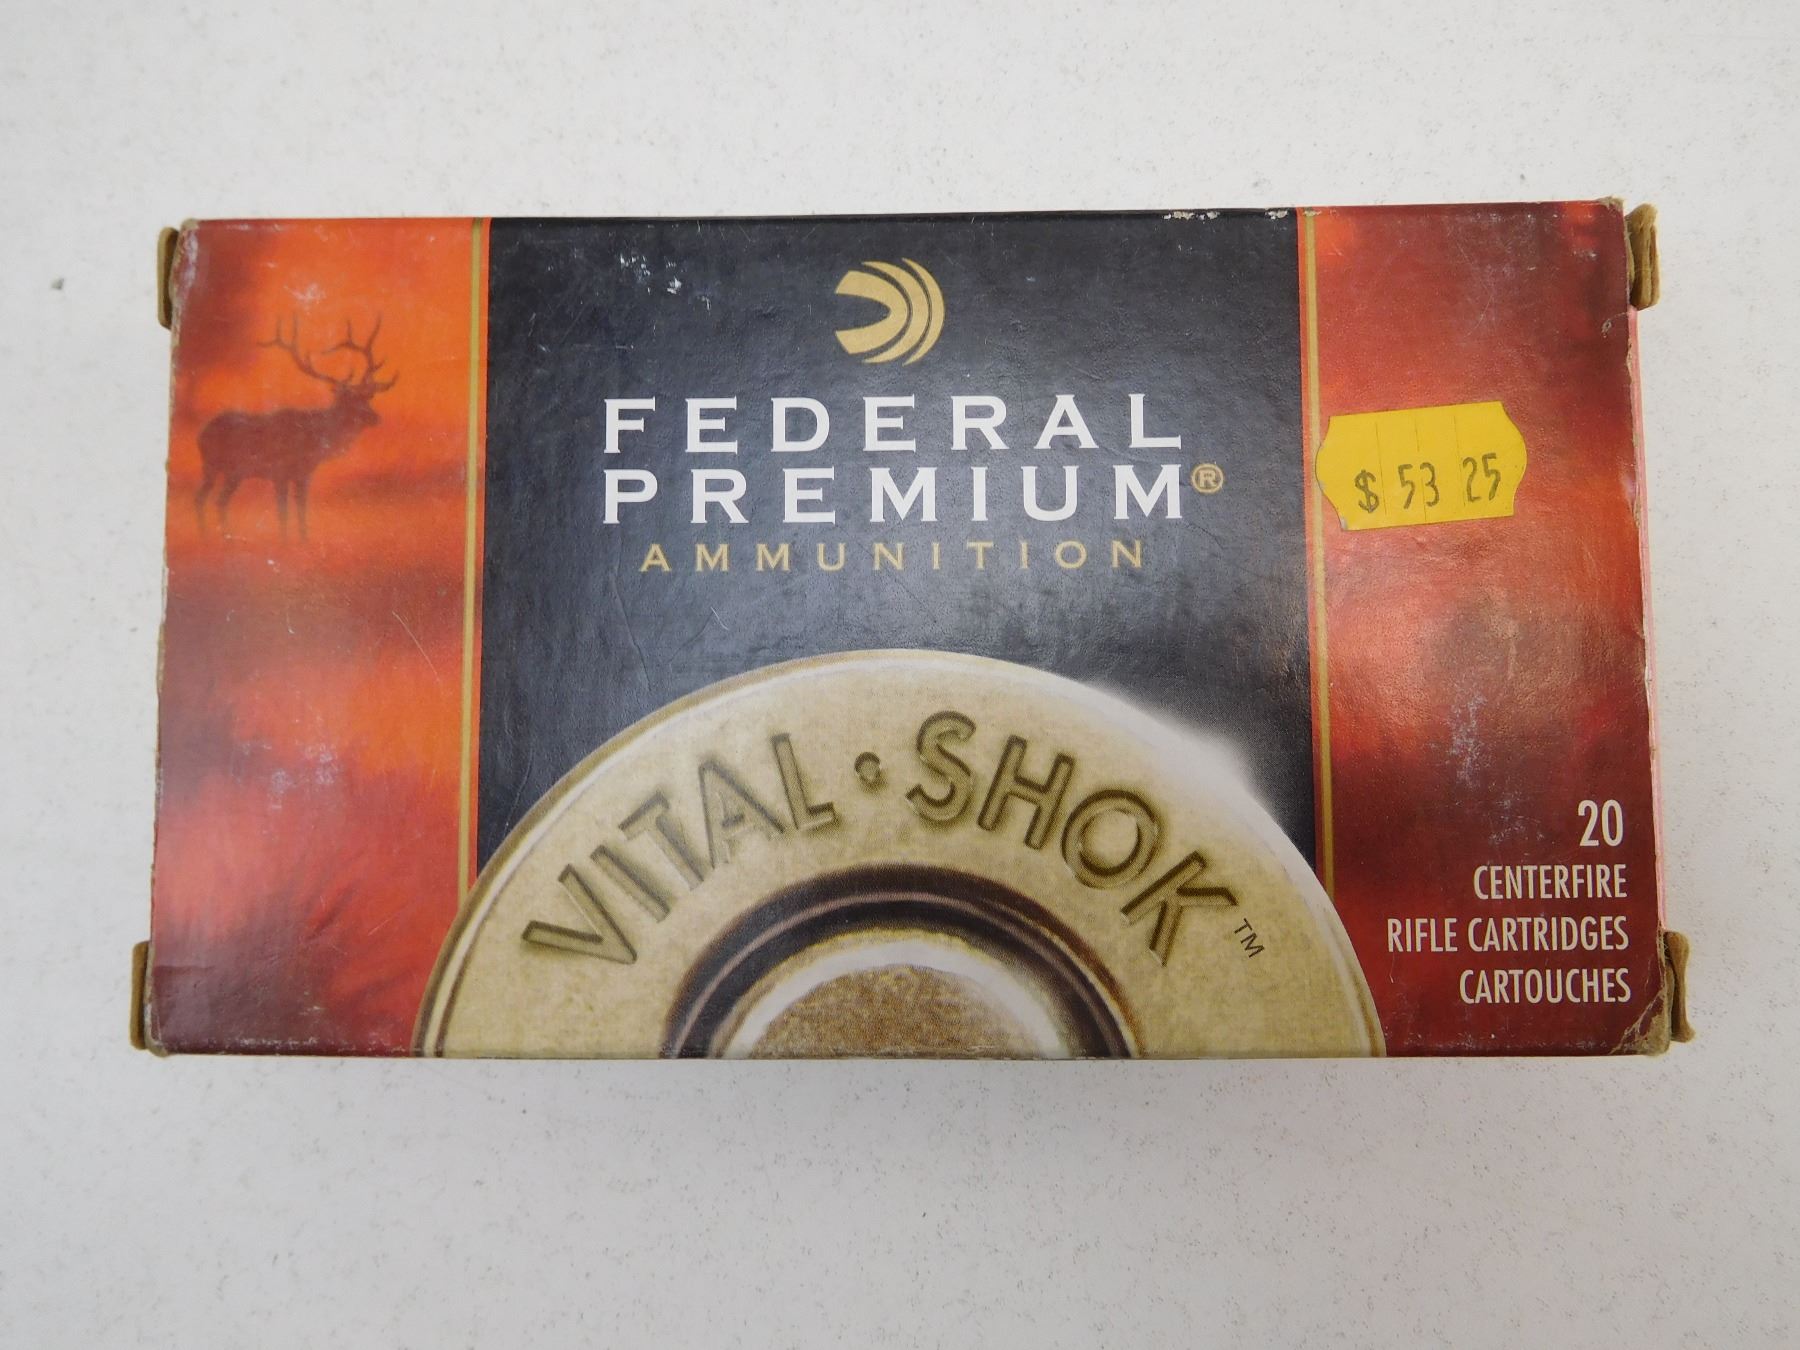 FEDERAL
PREMIUM®
AMMUNITION
$ 53 25
VITAL·SHOK™
20
CENTERFIRE
RIFLE CARTRIDGES
CARTOUCHES